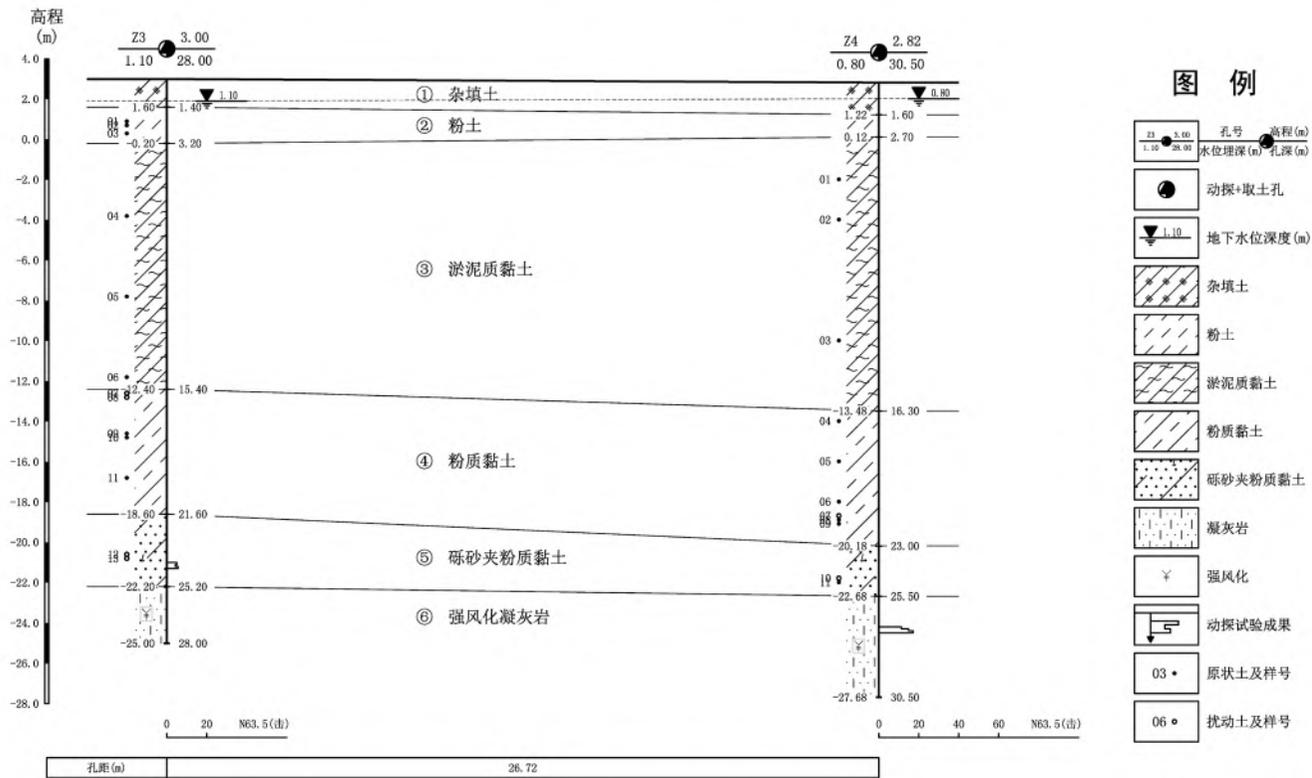 高程
(m)
Z3 3.00
1.10 28.00
Z4 2.82
0.80 30.50
4.0
2.0
0.0
-2.0
-4.0
-6.0
-8.0
-10.0
-12.0
-14.0
-16.0
-18.0
-20.0
-22.0
-24.0
-26.0
-28.0
1.10
1.60 1.40
03
-0.20 3.20
04
05
06
-12.40 15.40
11
-18.60 21.60
-22.20 25.20
-25.00 28.00
① 杂填土
② 粉土
③ 淤泥质黏土
④ 粉质黏土
⑤ 砾砂夹粉质黏土
⑥ 强风化凝灰岩
0.80
1.22 1.60
0.12 2.70
01
02
03
-13.48 16.30
04
05
06
-20.18 23.00
-22.68 25.50
-27.68 30.50
0 20 N63.5(击)
0 20 40 60 N63.5(击)
孔距(m) 26.72
图 例
Z3 3.00
1.10 28.00
孔号 高程(m)
水位埋深(m) 孔深(m)
动探+取土孔
1.10 地下水位深度(m)
杂填土
粉土
淤泥质黏土
粉质黏土
砾砂夹粉质黏土
凝灰岩
强风化
动探试验成果
03 原状土及样号
06 扰动土及样号